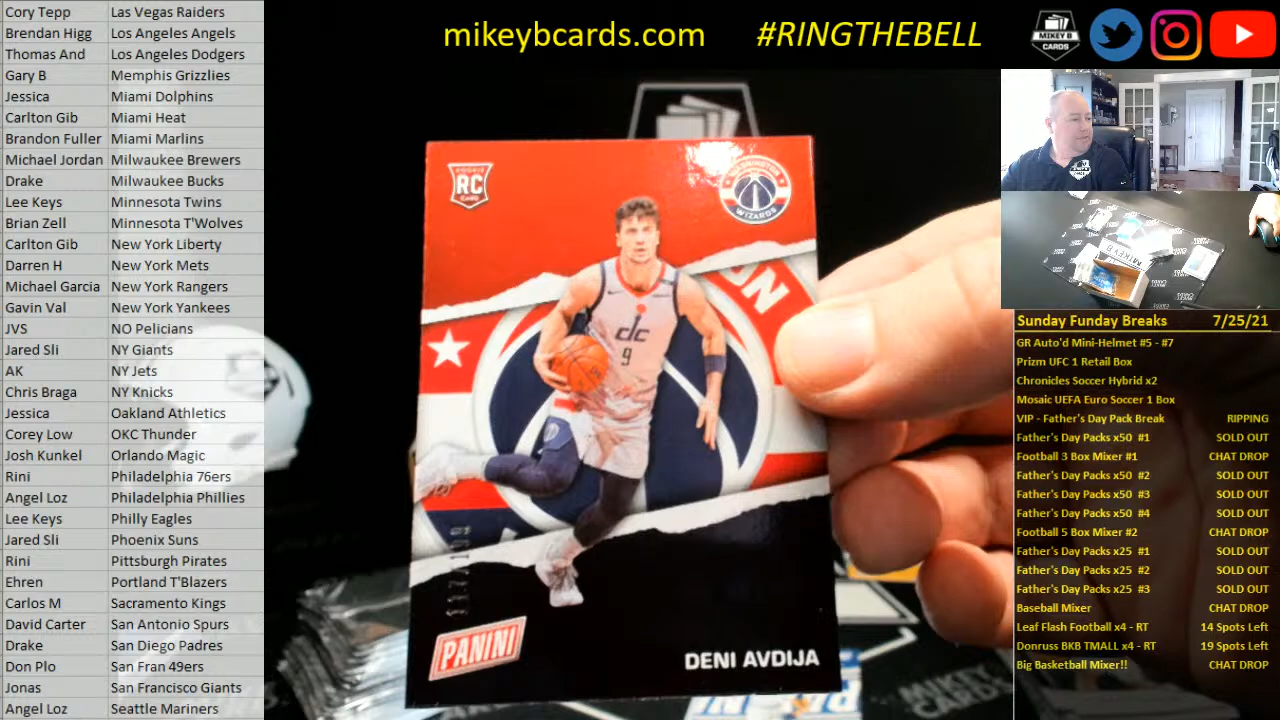 Cory Tepp Las Vegas Raiders
Brendan Higg Los Angeles Angels
Thomas And Los Angeles Dodgers
Gary B Memphis Grizzlies
Jessica Miami Dolphins
Carlton Gib Miami Heat
Brandon Fuller Miami Marlins
Michael Jordan Milwaukee Brewers
Drake Milwaukee Bucks
Lee Keys Minnesota Twins
Brian Zell Minnesota T'Wolves
Carlton Gib New York Liberty
Darren H New York Mets
Michael Garcia New York Rangers
Gavin Val New York Yankees
JVS NO Pelicians
Jared Sli NY Giants
AK NY Jets
Chris Braga NY Knicks
Jessica Oakland Athletics
Corey Low OKC Thunder
Josh Kunkel Orlando Magic
Rini Philadelphia 76ers
Angel Loz Philadelphia Phillies
Lee Keys Philly Eagles
Jared Sli Phoenix Suns
Rini Pittsburgh Pirates
Ehren Portland T'Blazers
Carlos M Sacramento Kings
David Carter San Antonio Spurs
Drake San Diego Padres
Don Plo San Fran 49ers
Jonas San Francisco Giants
Angel Loz Seattle Mariners
mikeybcards.com #RINGTHEBELL
MIKEY B
CARDS
ROOKIE
RC
CARD
WASHINGTON
WIZARDS
ON
dc
9
PANINI
DENI AVDIJA
MIKEY B
Sunday Funday Breaks 7/25/21
GR Auto'd Mini-Helmet #5 - #7
Prizm UFC 1 Retail Box
Chronicles Soccer Hybrid x2
Mosaic UEFA Euro Soccer 1 Box
VIP - Father's Day Pack Break RIPPING
Father's Day Packs x50 #1 SOLD OUT
Football 3 Box Mixer #1 CHAT DROP
Father's Day Packs x50 #2 SOLD OUT
Father's Day Packs x50 #3 SOLD OUT
Father's Day Packs x50 #4 SOLD OUT
Football 5 Box Mixer #2 CHAT DROP
Father's Day Packs x25 #1 SOLD OUT
Father's Day Packs x25 #2 SOLD OUT
Father's Day Packs x25 #3 SOLD OUT
Baseball Mixer CHAT DROP
Leaf Flash Football x4 - RT 14 Spots Left
Donruss BKB TMALL x4 - RT 19 Spots Left
Big Basketball Mixer!! CHAT DROP